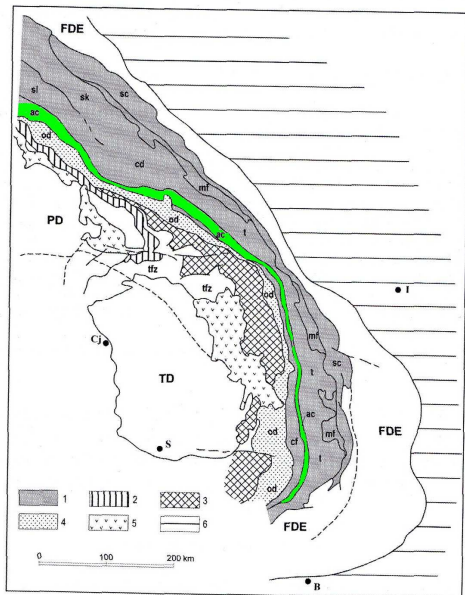 FDE
sc
sk
sl
ac
od
cd
mf
od
t
ac
PD
tfz
tfz
od
I
mf
Cj
sc
t
TD
ac
FDE
od
cf
mf
S
t
od
1 2 3
4 5 6
FDE
0 100 200 km
B